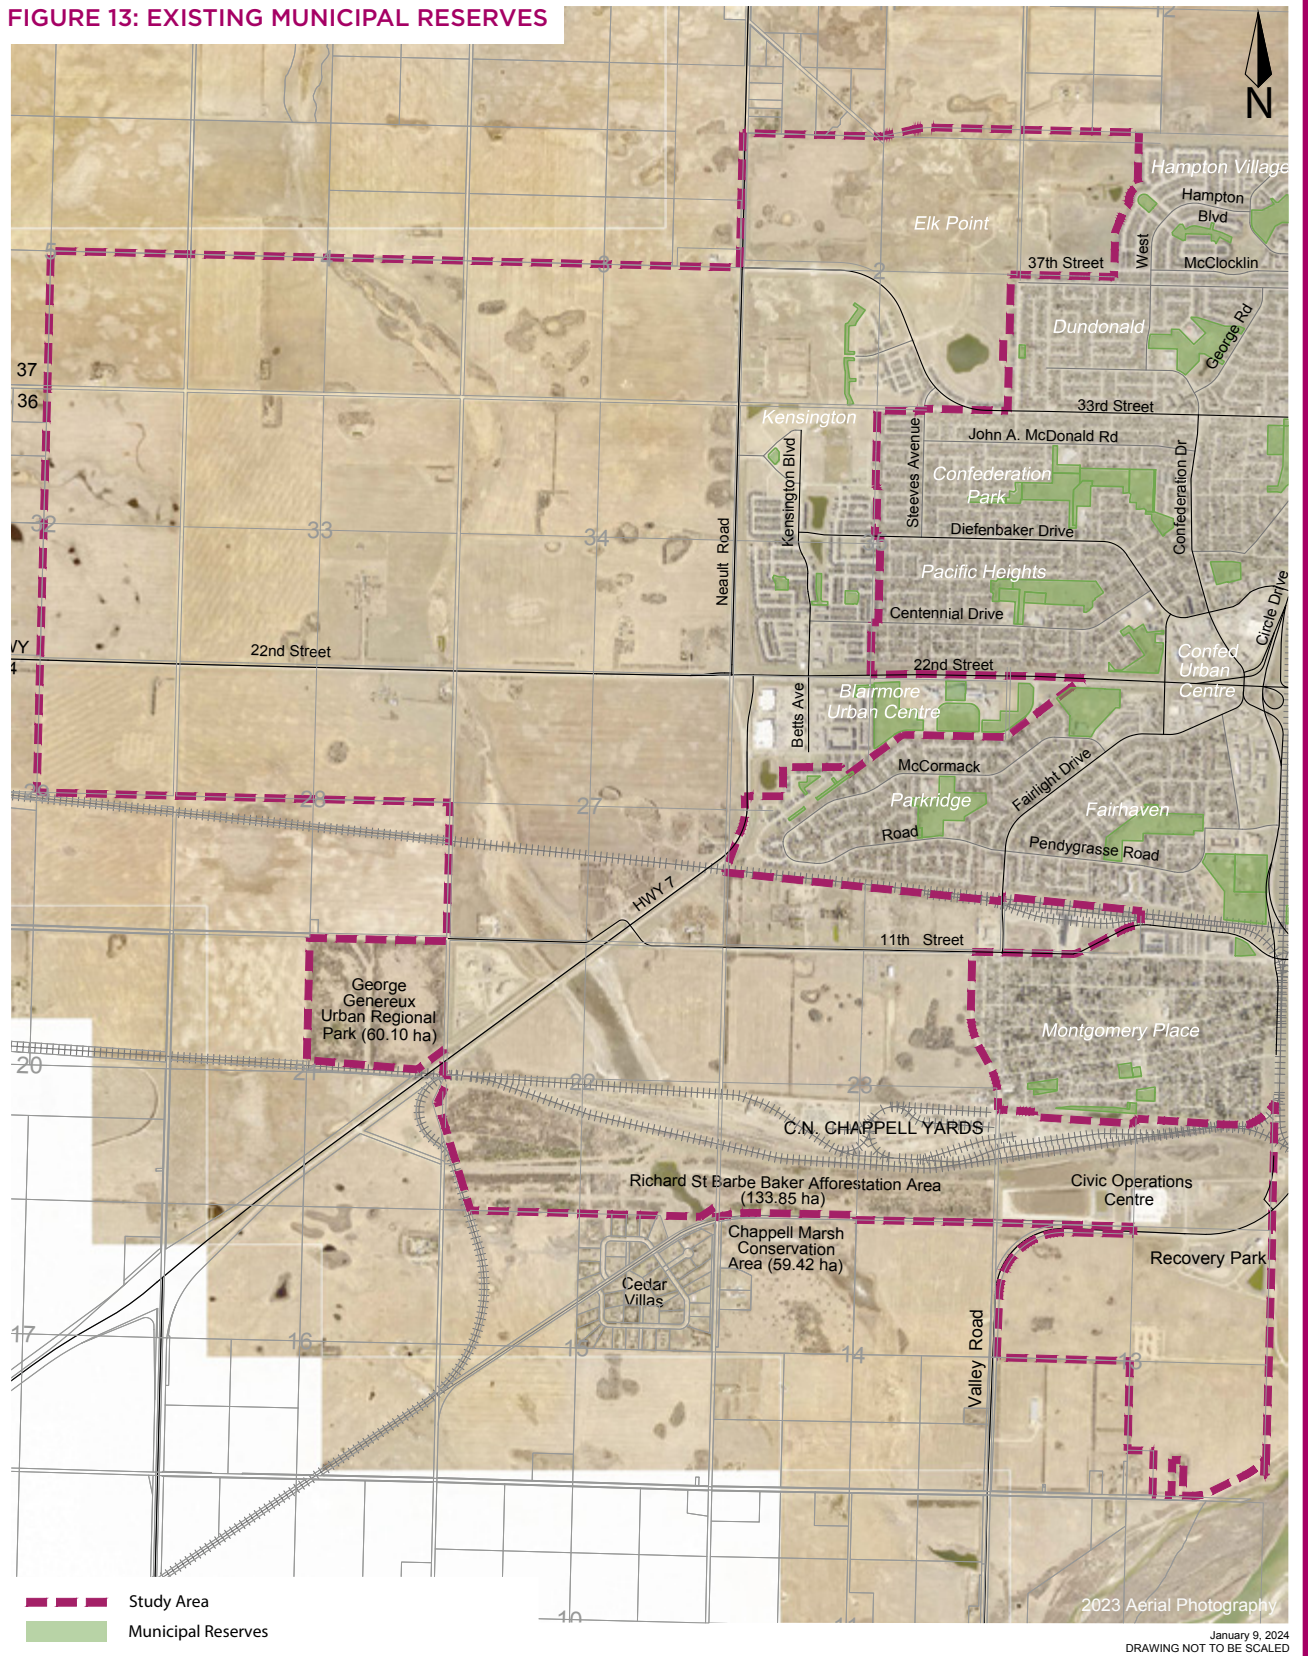 FIGURE 13: EXISTING MUNICIPAL RESERVES
12
N
Hampton Village
Hampton
Blvd
Elk Point
West
37th Street
McClocklin
5
4
3
2
Dundonald
George Rd
37
36
33rd Street
Kensington
John A. McDonald Rd
Steeves Avenue
Kensington Blvd
Confederation
Park
Confederation Dr
32
33
34
Diefenbaker Drive
Neault Road
Pacific Heights
Circle Drive
Centennial Drive
22nd Street
22nd Street
Confed
Urban
Centre
Blairmore
Urban Centre
Betts Ave
McCormack
Fairlight Drive
29
28
27
Parkridge
Fairhaven
Road
Pendygrasse Road
HWY 7
11th Street
George
Genereux
Urban Regional
Park (60.10 ha)
Montgomery Place
20
21
22
23
C.N. CHAPPELL YARDS
Richard St Barbe Baker Afforestation Area
(133.85 ha)
Civic Operations
Centre
Chappell Marsh
Conservation
Area (59.42 ha)
Recovery Park
Cedar
Villas
Valley Road
17
16
15
14
13
10
11
2023 Aerial Photography
Study Area
Municipal Reserves
January 9, 2024
DRAWING NOT TO BE SCALED